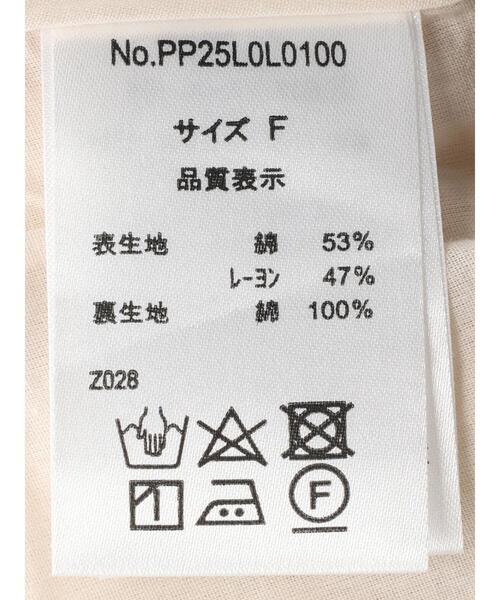 No.PP25L0L0100
サイズ F
品質表示
表生地 綿 53%
レーヨン 47%
裏生地 綿 100%
Z028
F